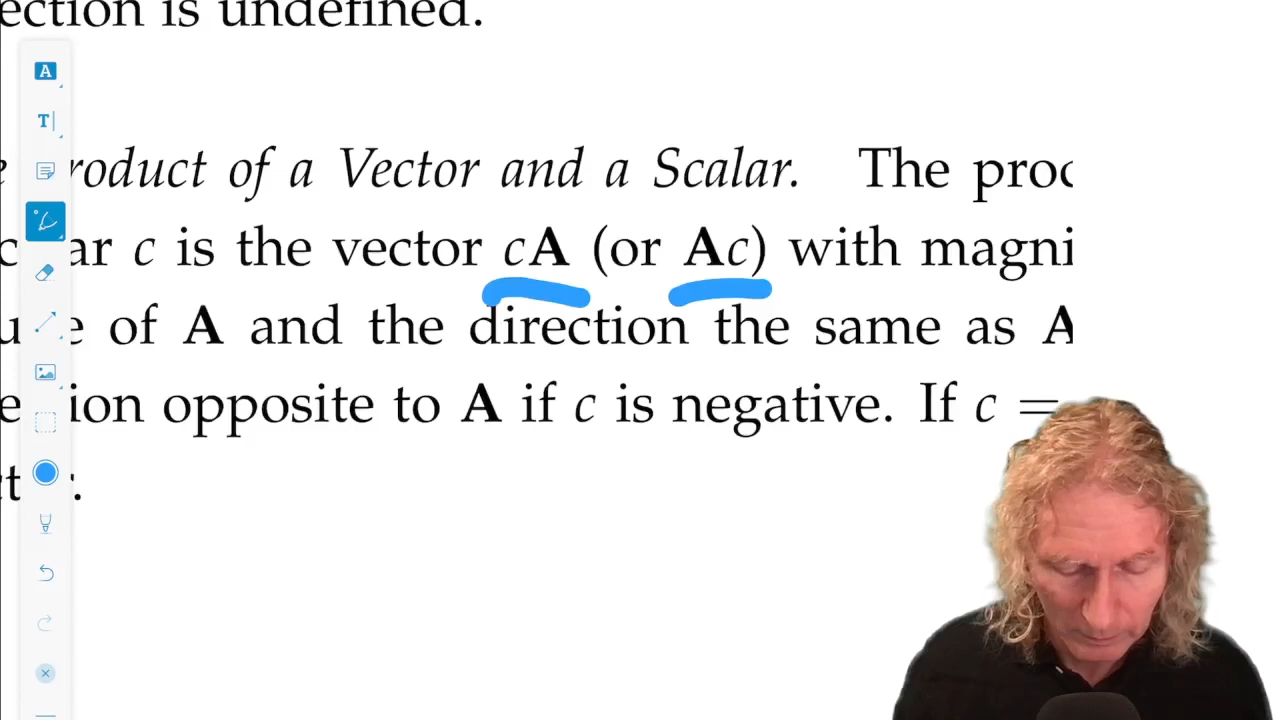 ection is undefined.
roduct of a Vector and a Scalar. The proc
ar c is the vector cA (or Ac) with magni
e of A and the direction the same as A
ion opposite to A if c is negative. If c =